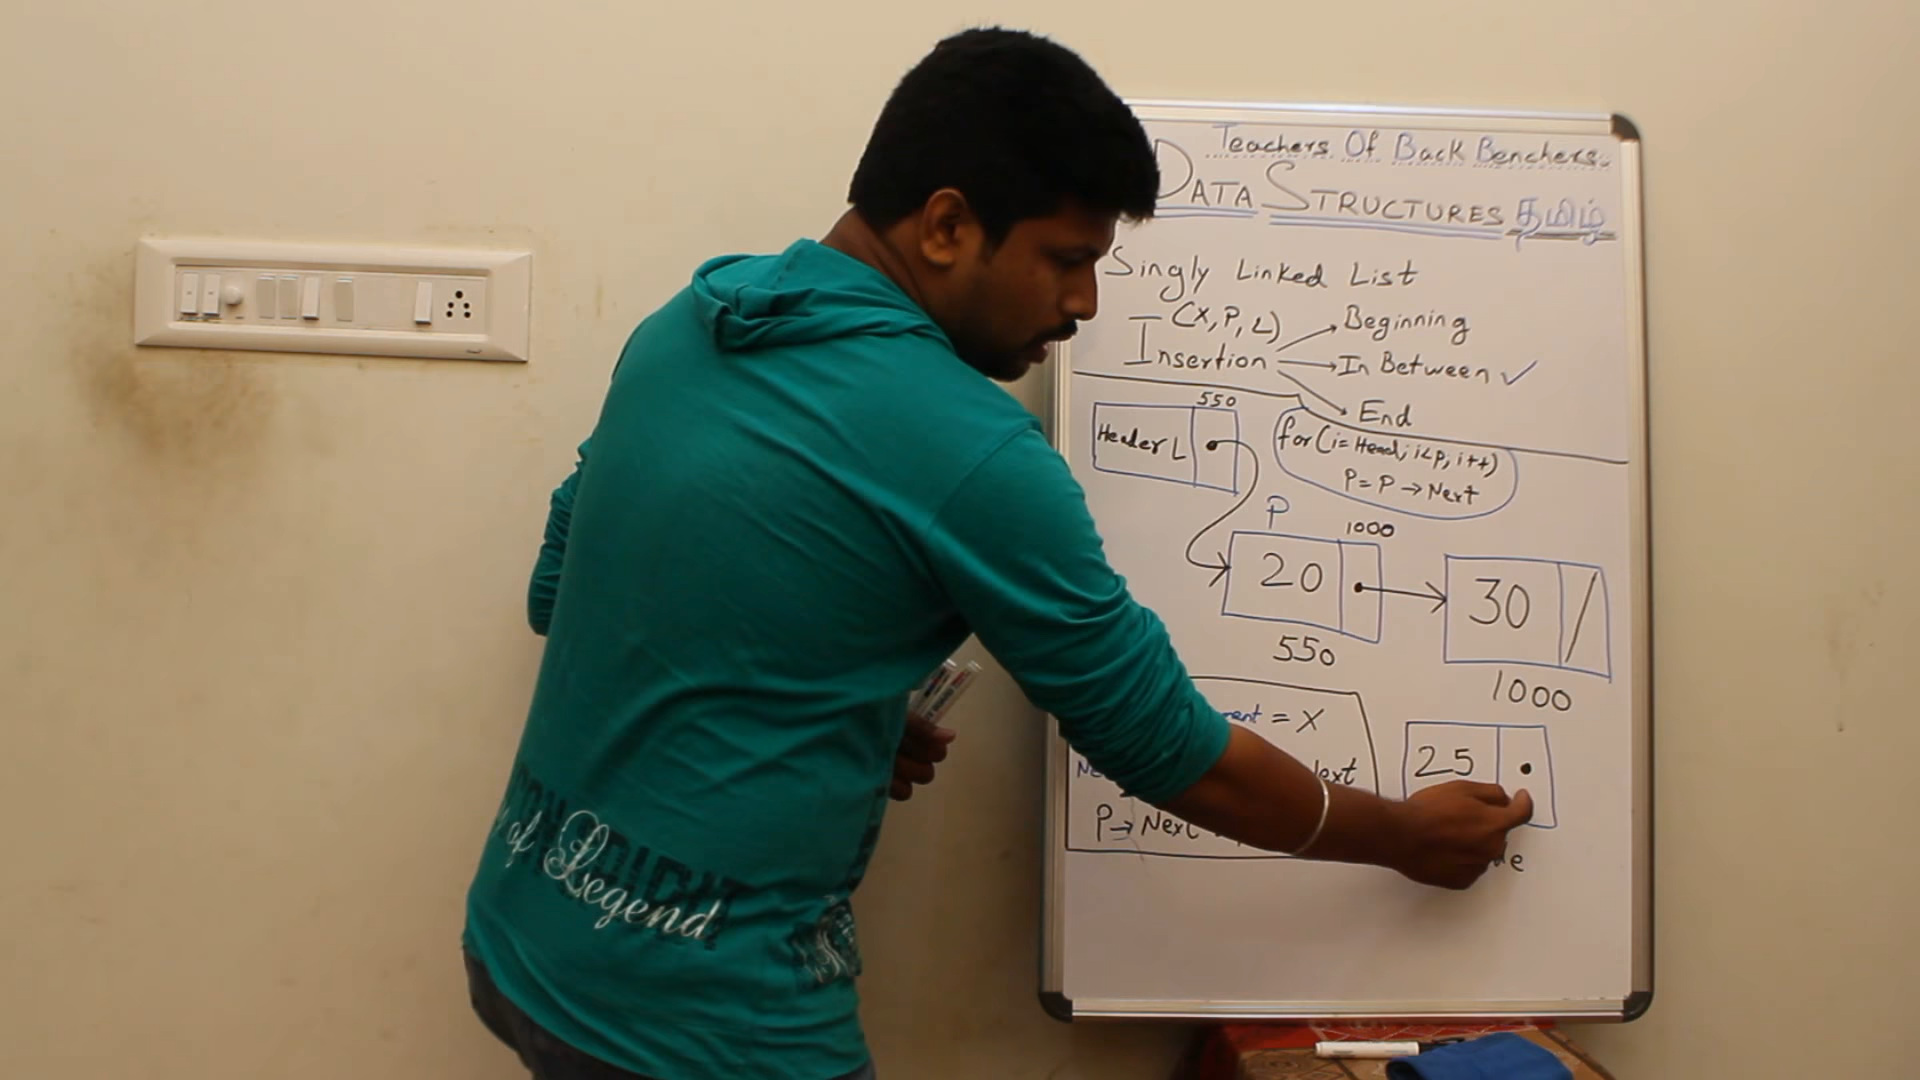 Teachers Of Back Benchers
DATA STRUCTURES தமிழ்
Singly Linked List
(X, P, L)
Insertion
Beginning
In Between ✓
End
550
Header L
for (i=Head; i<p; i++)
P = P → Next
P
1000
20
30
550
1000
= X
25
P → Next
of Legend